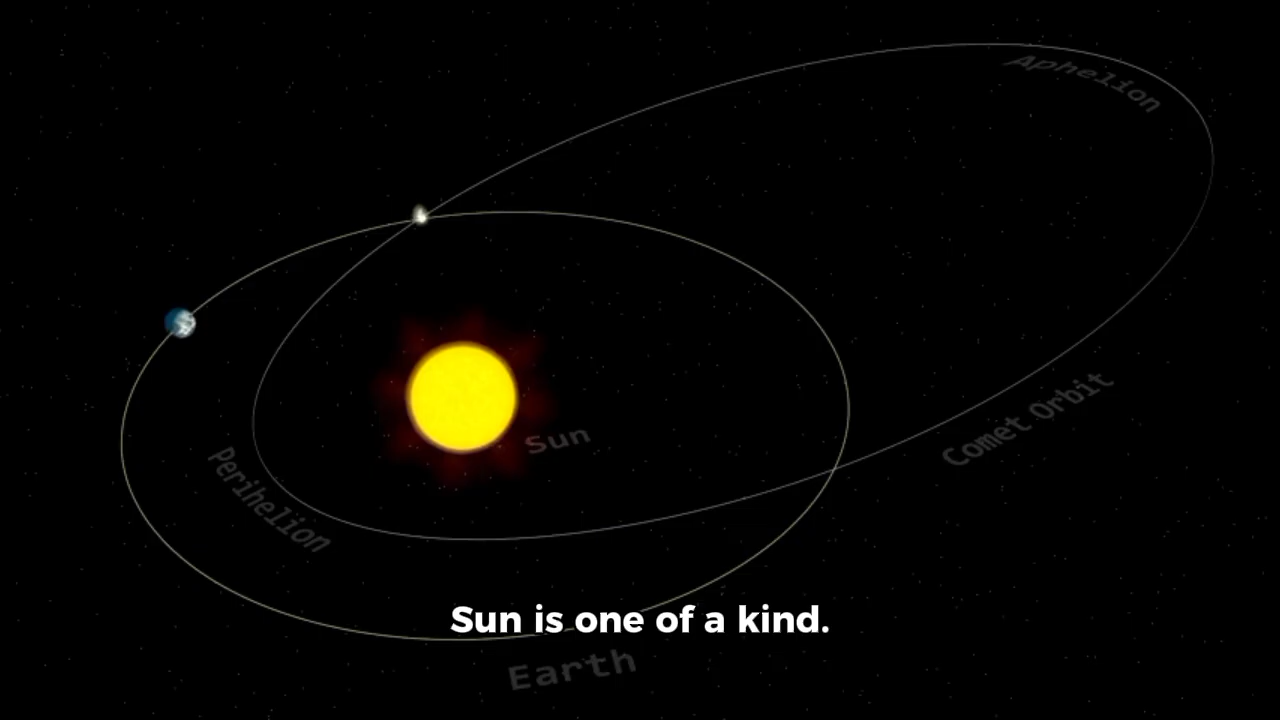 Aphelion
Comet Orbit
Sun
Perihelion
Sun is one of a kind.
Earth